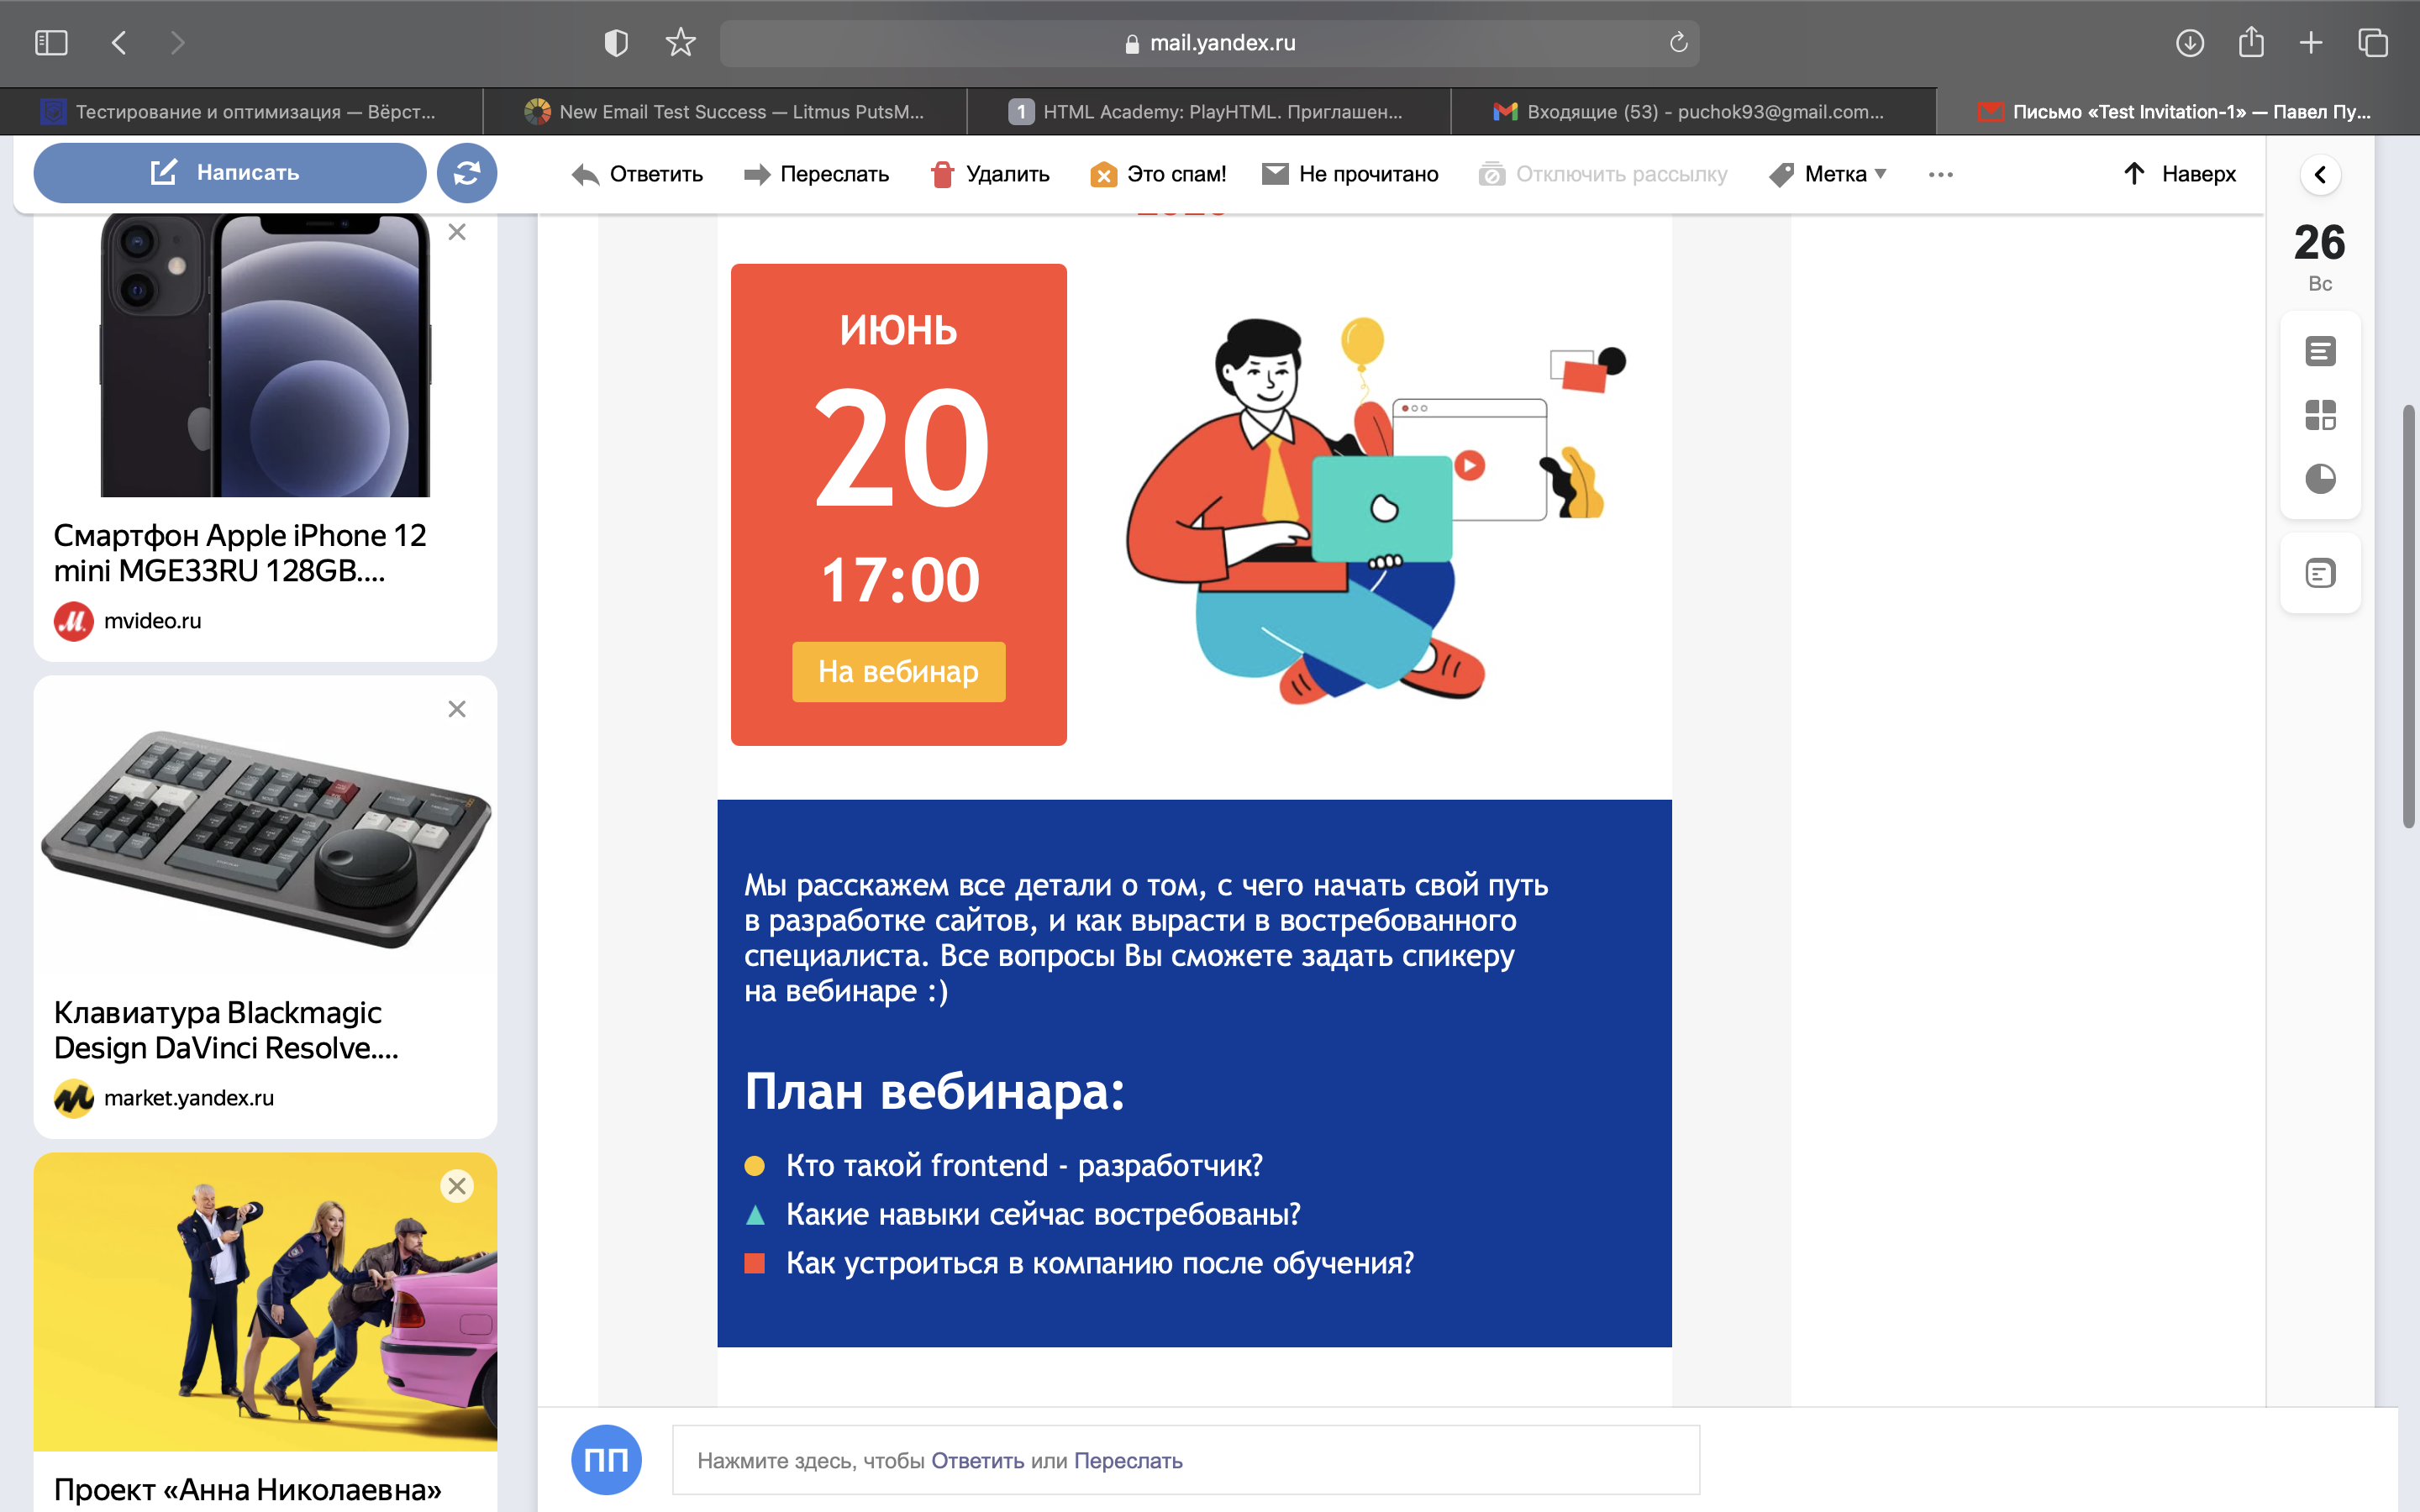 mail.yandex.ru
Тестирование и оптимизация — Вёрст...
New Email Test Success — Litmus PutsM...
1 HTML Academy: PlayHTML. Приглашен...
Входящие (53) - puchok93@gmail.com...
Письмо «Test Invitation-1» — Павел Пу...
Написать
Ответить
Переслать
Удалить
Это спам!
Не прочитано
Отключить рассылку
Метка
Наверх
26
Вс
Смартфон Apple iPhone 12
mini MGE33RU 128GB....
mvideo.ru
Клавиатура Blackmagic
Design DaVinci Resolve....
market.yandex.ru
Проект «Анна Николаевна»
ИЮНЬ
20
17:00
На вебинар
Мы расскажем все детали о том, с чего начать свой путь
в разработке сайтов, и как вырасти в востребованного
специалиста. Все вопросы Вы сможете задать спикеру
на вебинаре :)
План вебинара:
Кто такой frontend - разработчик?
Какие навыки сейчас востребованы?
Как устроиться в компанию после обучения?
ПП
Нажмите здесь, чтобы Ответить или Переслать